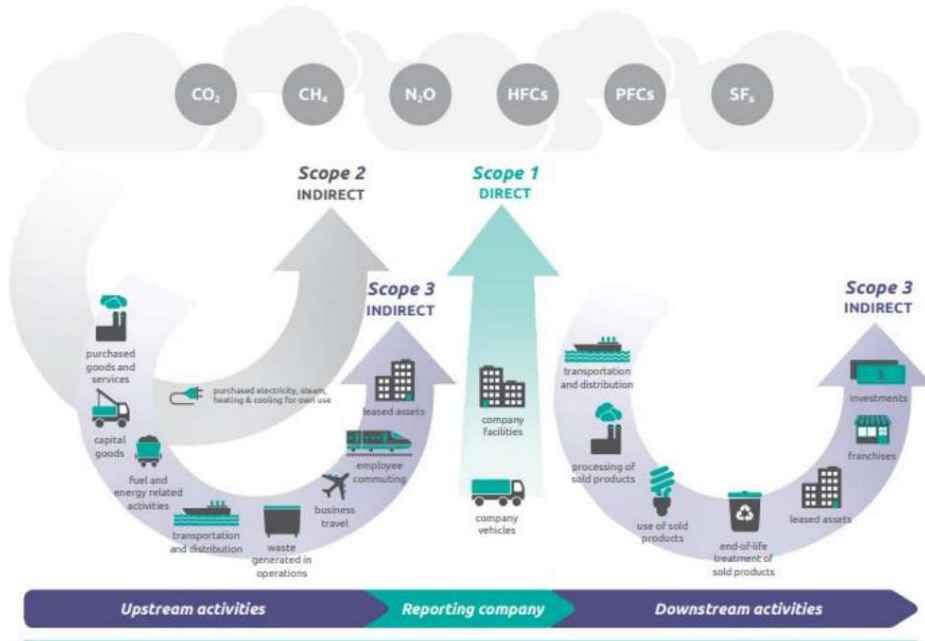 CO₂
CH₄
N₂O
HFCs
PFCs
SF₆
Scope 2
INDIRECT
Scope 1
DIRECT
Scope 3
INDIRECT
Scope 3
INDIRECT
purchased
goods and
services
capital
goods
fuel and
energy related
activities
transportation
and distribution
waste
generated in
operations
business
travel
employee
commuting
leased assets
purchased electricity, steam,
heating & cooling for own use
company
facilities
company
vehicles
transportation
and distribution
processing of
sold products
use of sold
products
end-of-life
treatment of
sold products
leased assets
franchises
$
investments
Upstream activities
Reporting company
Downstream activities